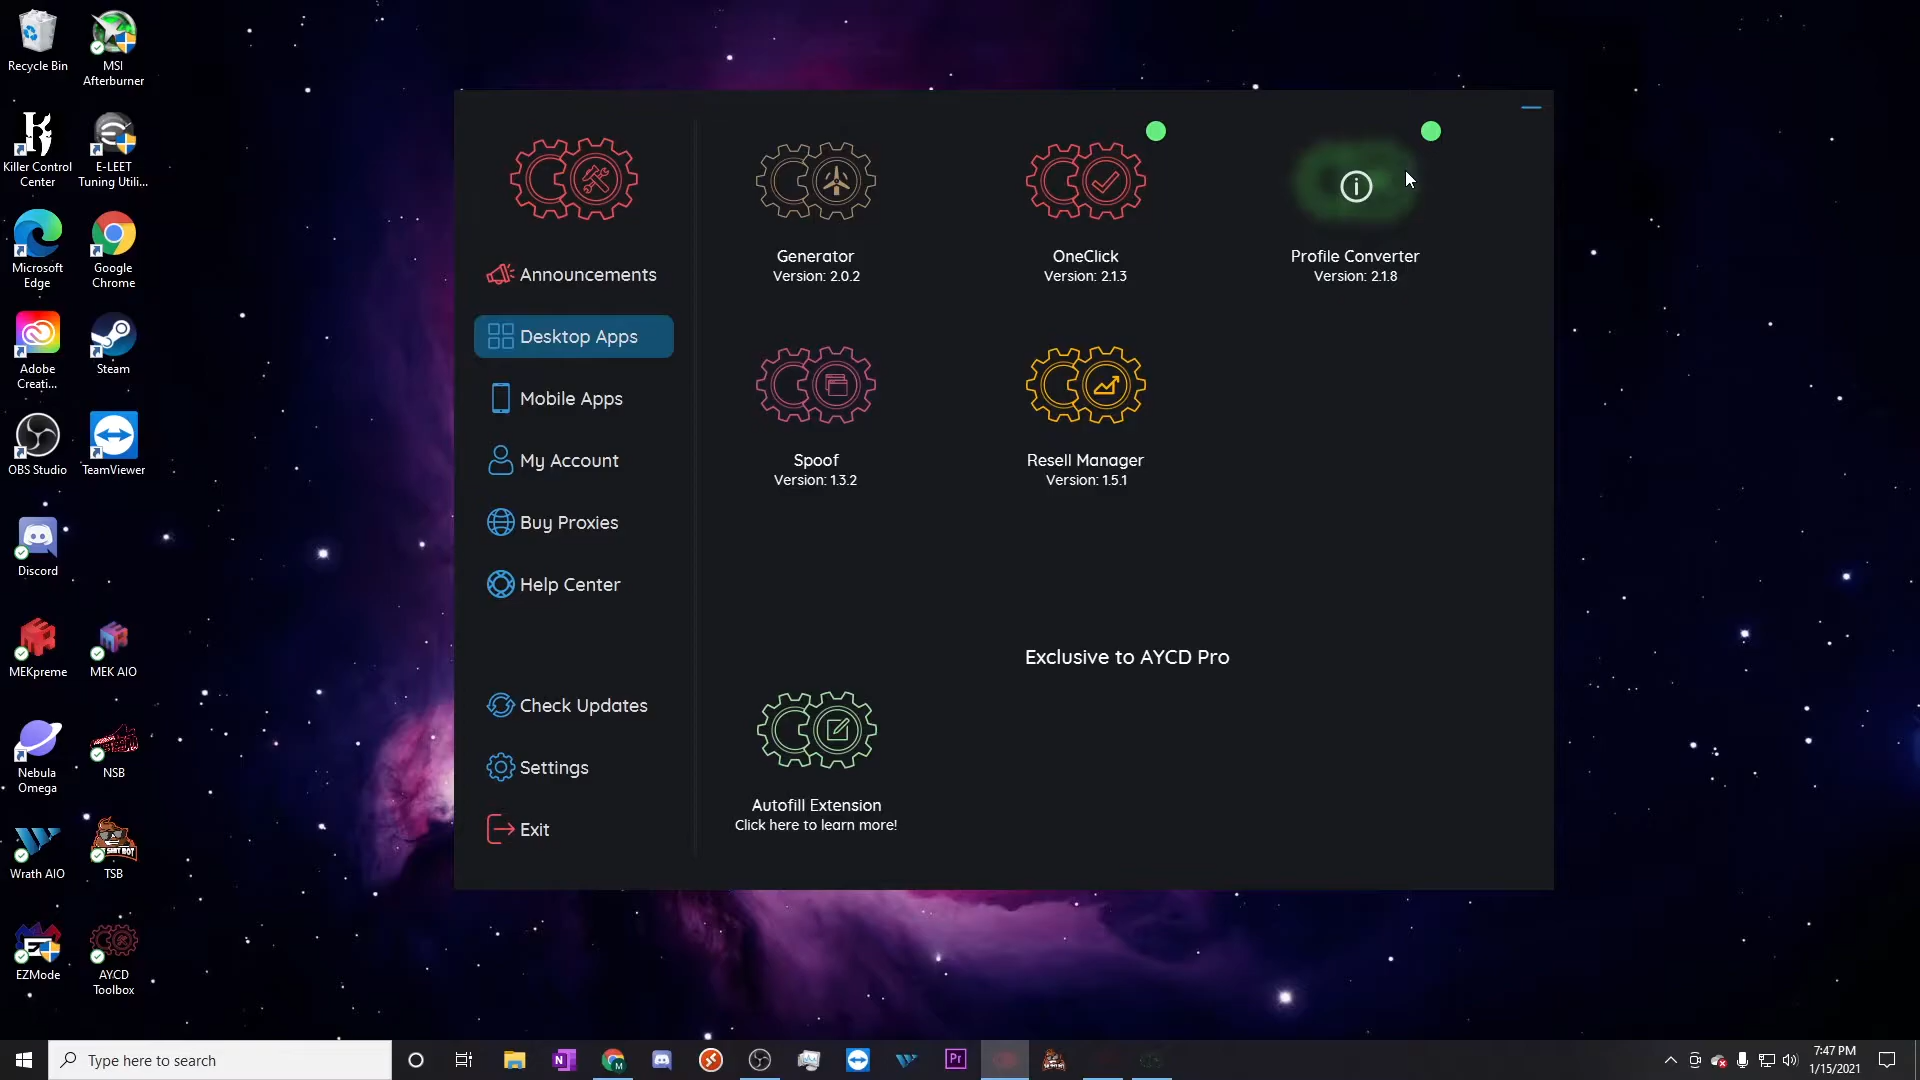 Recycle Bin
MSI
Afterburner
Killer Control
Center
E-LEET
Tuning Utili...
Microsoft
Edge
Google
Chrome
Adobe
Creati...
Steam
OBS Studio
TeamViewer
Discord
MEKpreme
MEK AIO
Nebula
Omega
NSB
Wrath AIO
TSB
EZMode
AYCD
Toolbox
Announcements
Desktop Apps
Mobile Apps
My Account
Buy Proxies
Help Center
Check Updates
Settings
Exit
Generator
Version: 2.0.2
OneClick
Version: 2.1.3
Profile Converter
Version: 2.1.8
Spoof
Version: 1.3.2
Resell Manager
Version: 1.5.1
Exclusive to AYCD Pro
Autofill Extension
Click here to learn more!
Type here to search
7:47 PM
1/15/2021